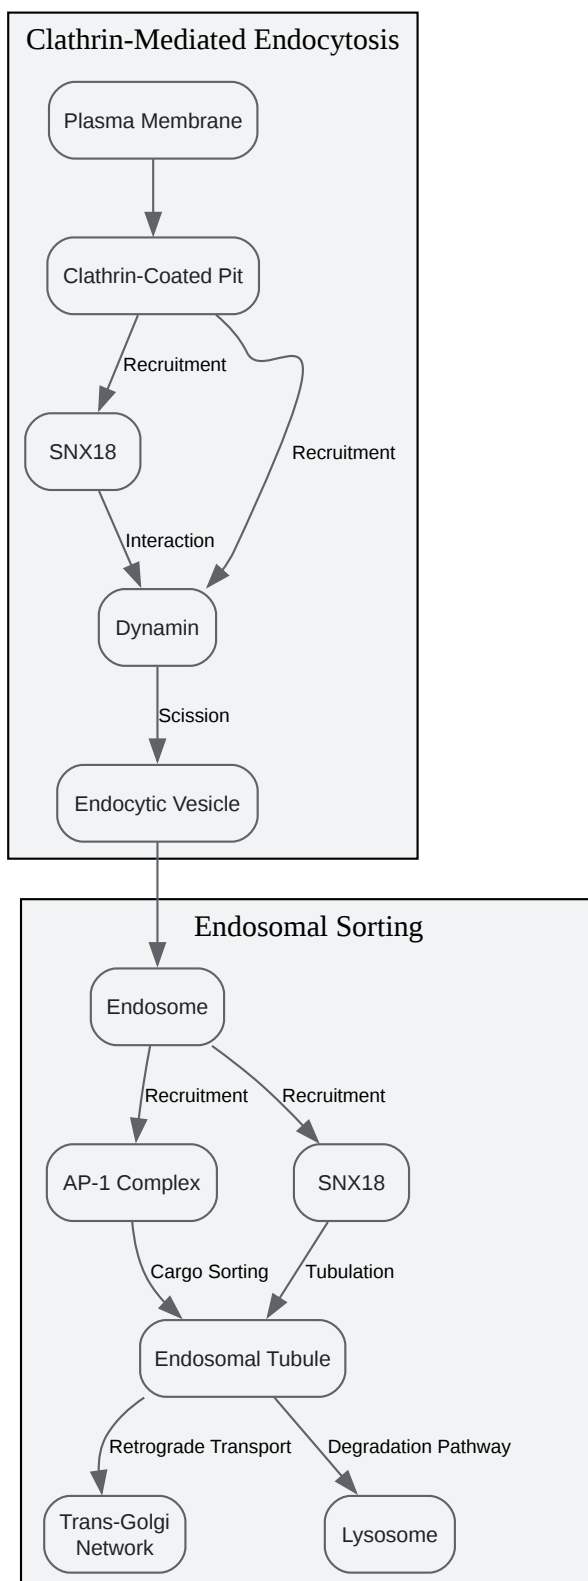 Clathrin-Mediated Endocytosis
Plasma Membrane
Clathrin-Coated Pit
Recruitment
SNX18
Recruitment
Interaction
Dynamin
Scission
Endocytic Vesicle
Endosomal Sorting
Endosome
Recruitment
Recruitment
AP-1 Complex
SNX18
Cargo Sorting
Tubulation
Endosomal Tubule
Retrograde Transport
Degradation Pathway
Trans-Golgi
Network
Lysosome